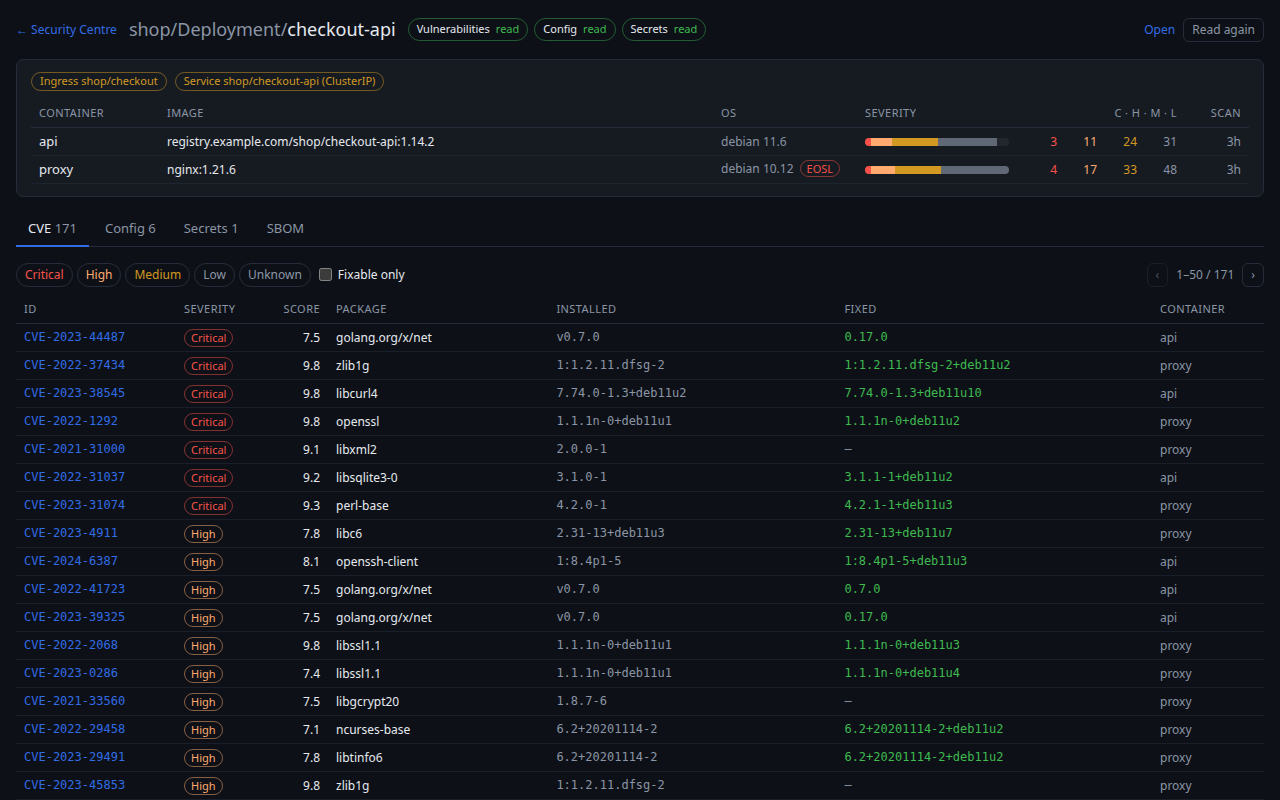 ← Security Centre shop/Deployment/checkout-api Vulnerabilities read Config read Secrets read Open Read again
Ingress shop/checkout Service shop/checkout-api (ClusterIP)
CONTAINER IMAGE OS SEVERITY C · H · M · L SCAN
api registry.example.com/shop/checkout-api:1.14.2 debian 11.6 3 11 24 31 3h
proxy nginx:1.21.6 debian 10.12 EOSL 4 17 33 48 3h
CVE 171 Config 6 Secrets 1 SBOM
Critical High Medium Low Unknown Fixable only ‹ 1–50 / 171 ›
ID SEVERITY SCORE PACKAGE INSTALLED FIXED CONTAINER
CVE-2023-44487 Critical 7.5 golang.org/x/net v0.7.0 0.17.0 api
CVE-2022-37434 Critical 9.8 zlib1g 1:1.2.11.dfsg-2 1:1.2.11.dfsg-2+deb11u2 proxy
CVE-2023-38545 Critical 9.8 libcurl4 7.74.0-1.3+deb11u2 7.74.0-1.3+deb11u10 api
CVE-2022-1292 Critical 9.8 openssl 1.1.1n-0+deb11u1 1.1.1n-0+deb11u2 proxy
CVE-2021-31000 Critical 9.1 libxml2 2.0.0-1 — proxy
CVE-2022-31037 Critical 9.2 libsqlite3-0 3.1.0-1 3.1.1-1+deb11u2 api
CVE-2023-31074 Critical 9.3 perl-base 4.2.0-1 4.2.1-1+deb11u3 proxy
CVE-2023-4911 High 7.8 libc6 2.31-13+deb11u3 2.31-13+deb11u7 proxy
CVE-2024-6387 High 8.1 openssh-client 1:8.4p1-5 1:8.4p1-5+deb11u3 api
CVE-2022-41723 High 7.5 golang.org/x/net v0.7.0 0.7.0 api
CVE-2023-39325 High 7.5 golang.org/x/net v0.7.0 0.17.0 api
CVE-2022-2068 High 9.8 libssl1.1 1.1.1n-0+deb11u1 1.1.1n-0+deb11u3 proxy
CVE-2023-0286 High 7.4 libssl1.1 1.1.1n-0+deb11u1 1.1.1n-0+deb11u4 proxy
CVE-2021-33560 High 7.5 libgcrypt20 1.8.7-6 — proxy
CVE-2022-29458 High 7.1 ncurses-base 6.2+20201114-2 6.2+20201114-2+deb11u2 proxy
CVE-2023-29491 High 7.8 libtinfo6 6.2+20201114-2 6.2+20201114-2+deb11u2 proxy
CVE-2023-45853 High 9.8 zlib1g 1:1.2.11.dfsg-2 — proxy